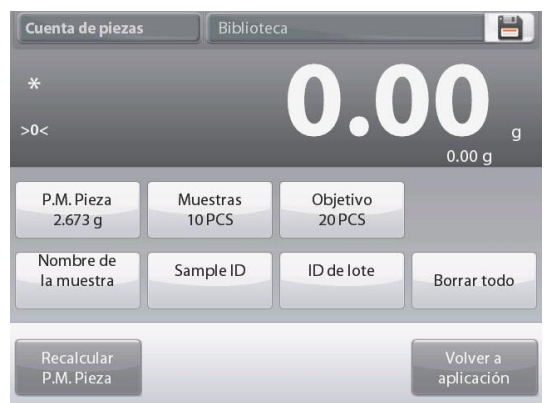 Cuenta de piezas
Biblioteca
*
0.00 g
>0<
0.00 g
P.M. Pieza
2.673 g
Muestras
10 PCS
Objetivo
20 PCS
Nombre de
la muestra
Sample ID
ID de lote
Borrar todo
Recalcular
P.M. Pieza
Volver a
aplicación